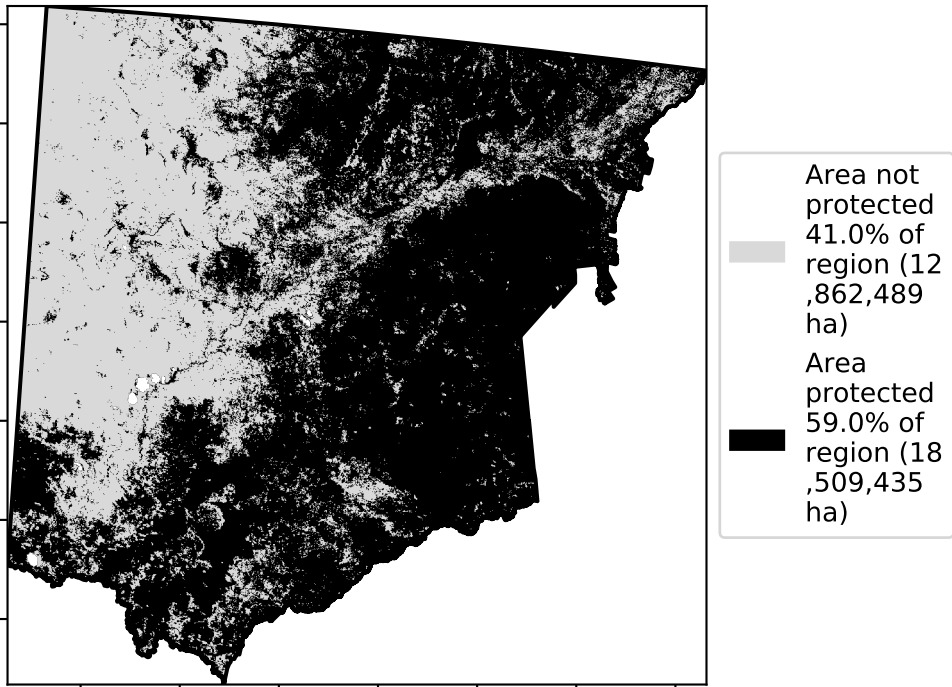 Area not
protected
41.0% of
region (12
,862,489
ha)
Area
protected
59.0% of
region (18
,509,435
ha)